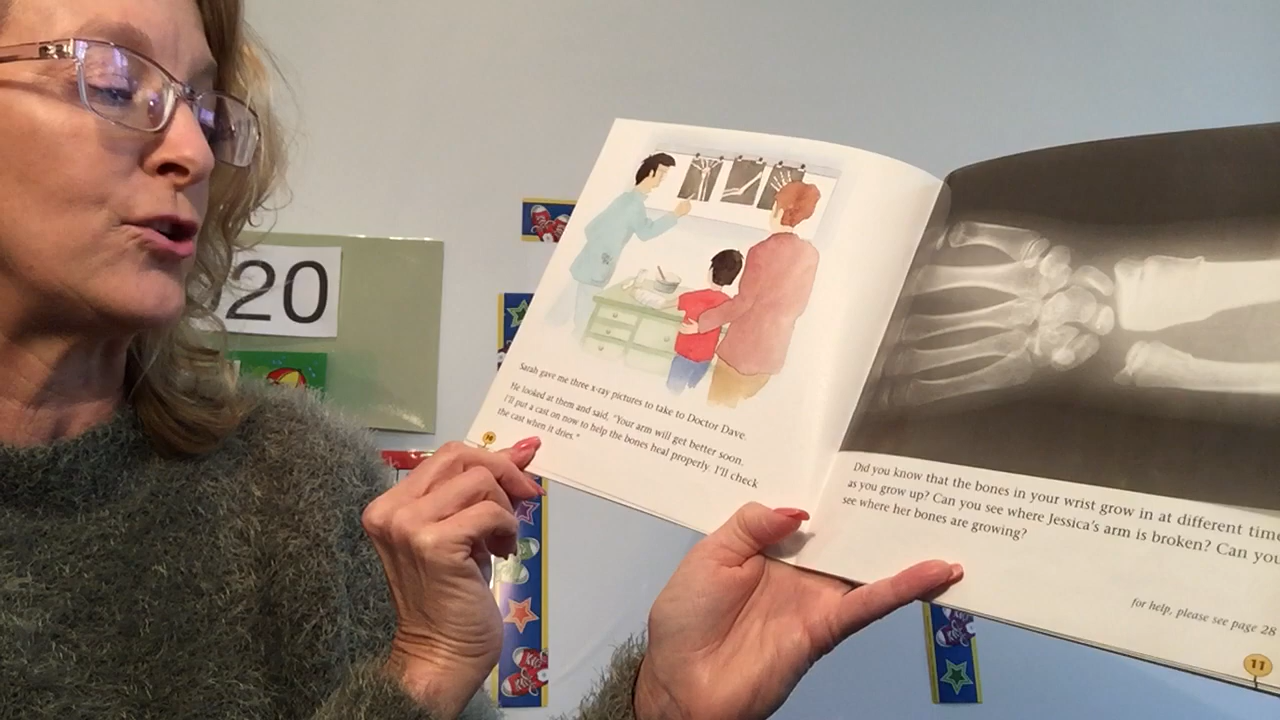 20
Sarah gave me three x-ray pictures to take to Doctor Dave.
He looked at them and said, "Your arm will get better soon.
I'll put a cast on now to help the bones heal properly. I'll check
the cast when it dries."
10
Did you know that the bones in your wrist grow in at different time
as you grow up? Can you see where Jessica's arm is broken? Can you
see where her bones are growing?
for help, please see page 28
11